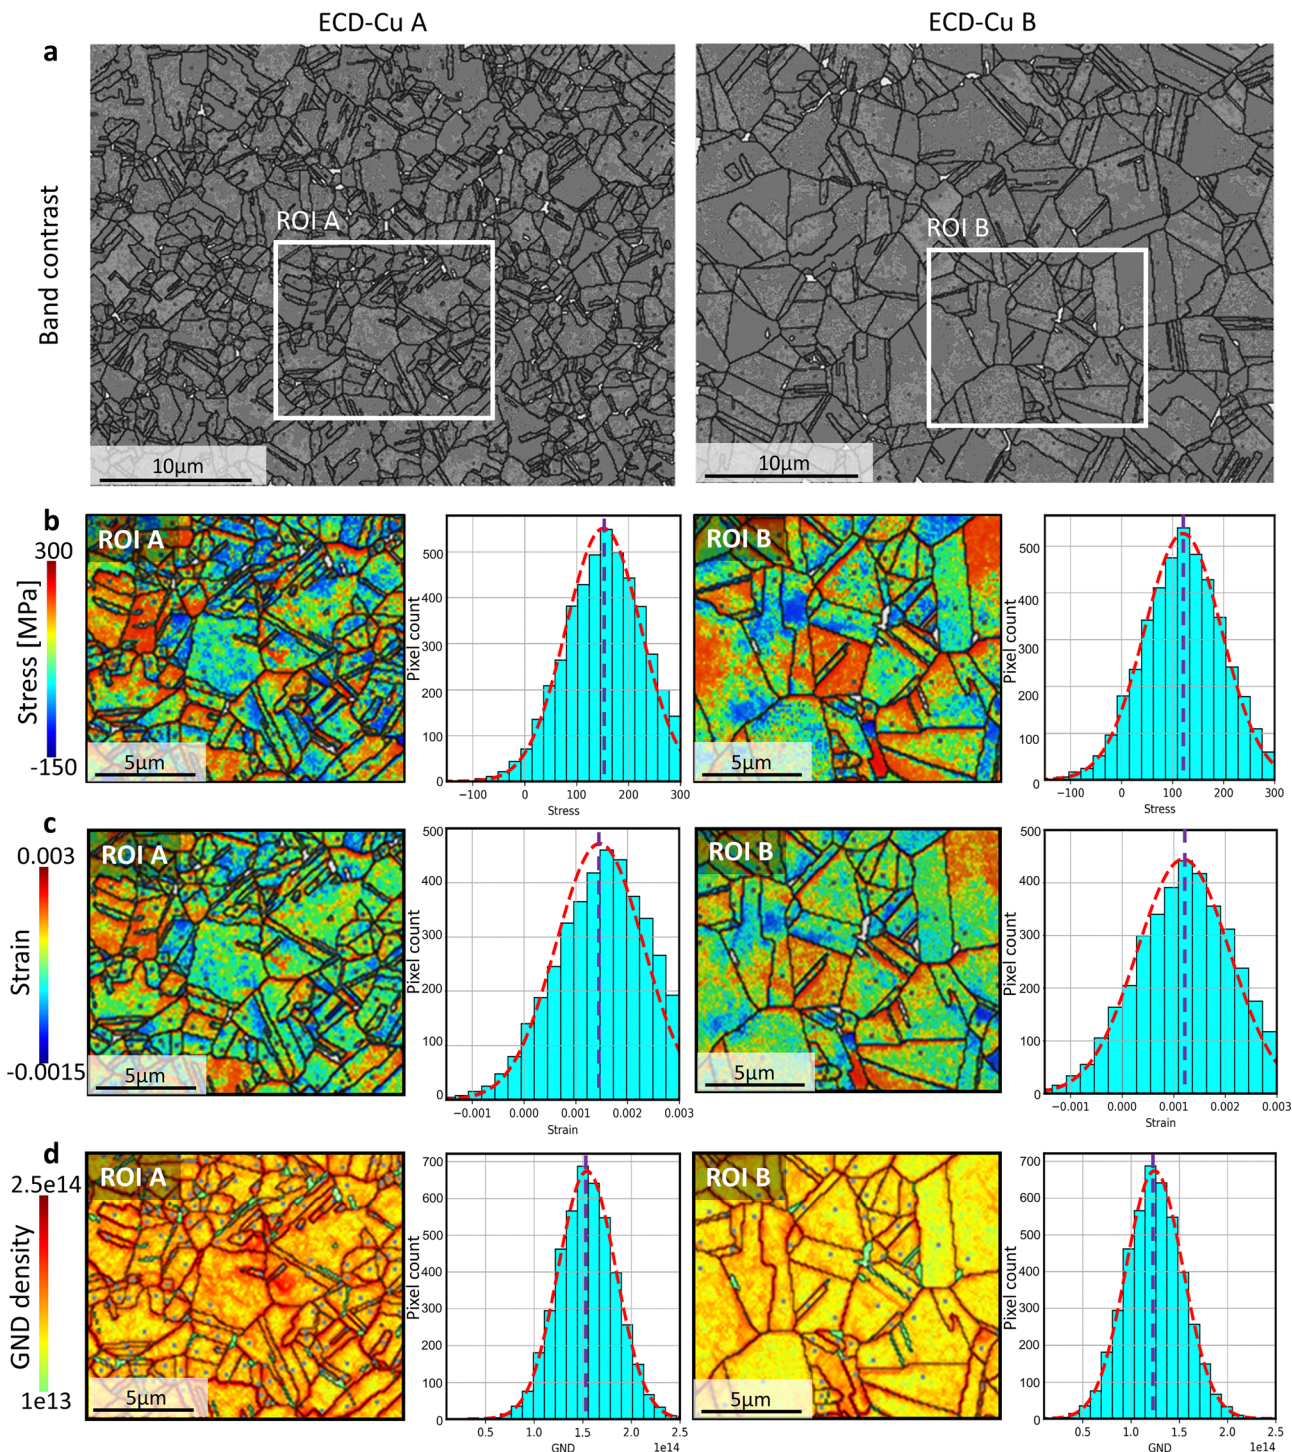 ECD-Cu A
ECD-Cu B
a
Band contrast
ROI A
10µm
ROI B
10µm
b
300
Stress [MPa]
-150
ROI A
5µm
Pixel count
500
400
300
200
100
0
−100 0 100 200 300
Stress
ROI B
5µm
Pixel count
500
400
300
200
100
0
−100 0 100 200 300
Stress
c
0.003
Strain
-0.0015
ROI A
5µm
Pixel count
500
400
300
200
100
0
−0.001 0.000 0.001 0.002 0.003
Strain
ROI B
5µm
Pixel count
500
400
300
200
100
0
−0.001 0.000 0.001 0.002 0.003
Strain
d
2.5e14
GND density
1e13
ROI A
5µm
Pixel count
700
600
500
400
300
200
100
0
0.5 1.0 1.5 2.0 2.5
1e14
GND
ROI B
5µm
Pixel count
700
600
500
400
300
200
100
0
0.5 1.0 1.5 2.0 2.5
1e14
GND